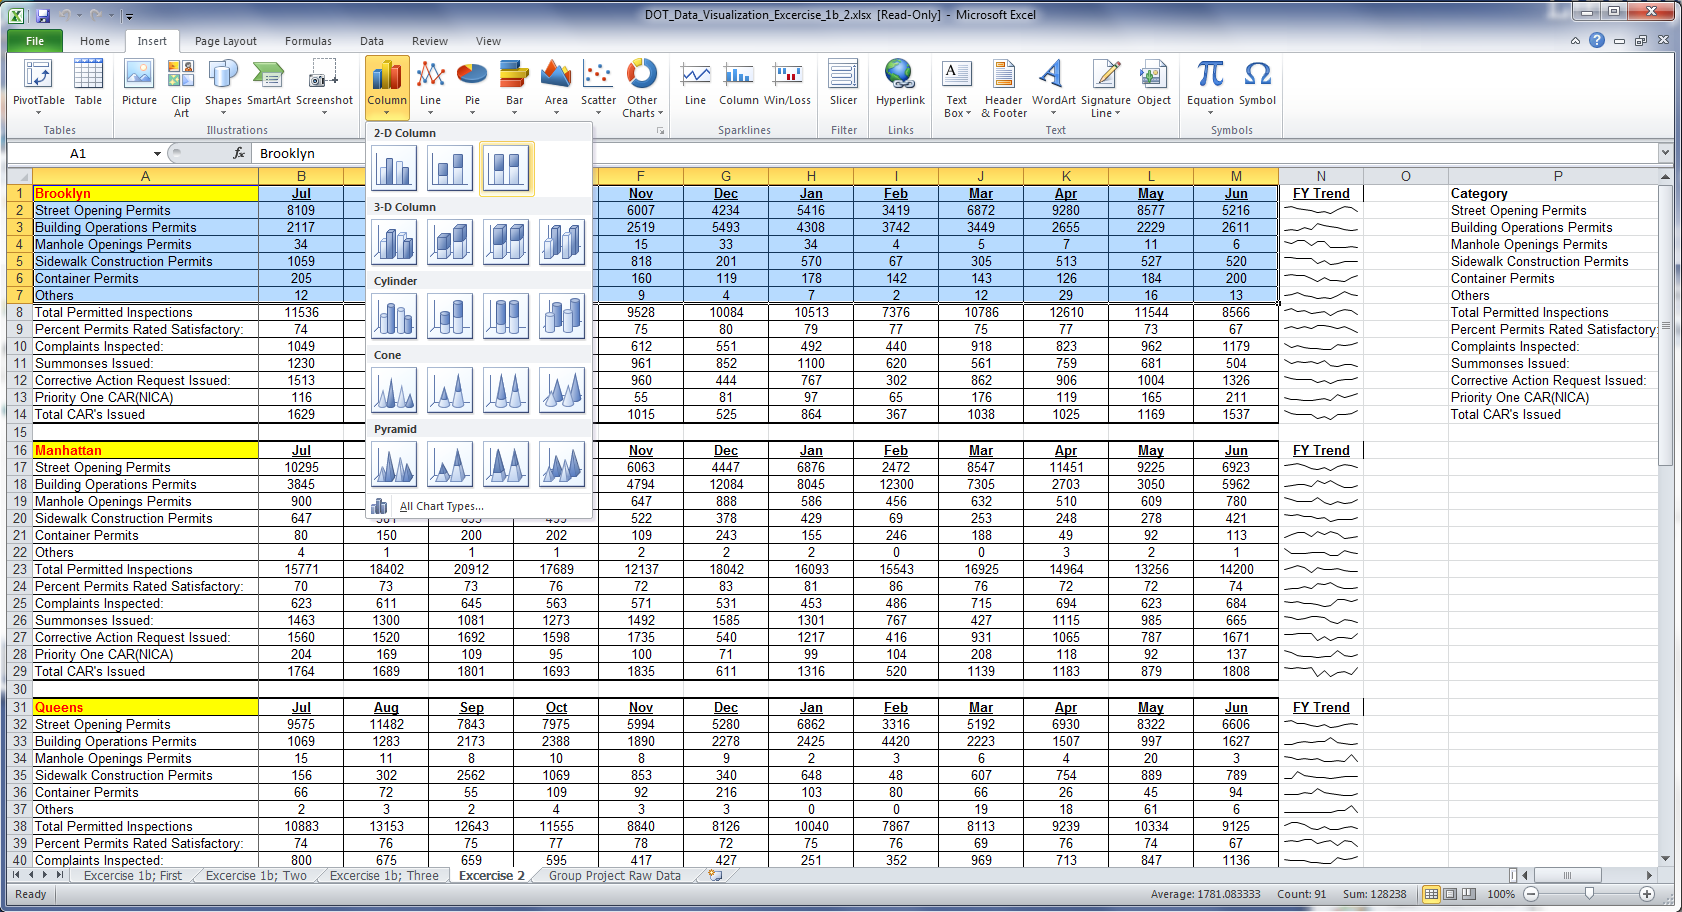 DOT_Data_Visualization_Excercise_1b_2.xlsx [Read-Only] - Microsoft Excel
File Home Insert Page Layout Formulas Data Review View
PivotTable Table Picture Clip Art Shapes SmartArt Screenshot Column Line Pie Bar Area Scatter Other Charts Line Column Win/Loss Slicer Hyperlink Text Box Header & Footer WordArt Signature Line Object Equation Symbol
Tables Illustrations Sparklines Filter Links Text Symbols
A1 fx Brooklyn
2-D Column
3-D Column
Cylinder
Cone
Pyramid
All Chart Types...
A B F G H I J K L M N O P
1 Brooklyn Jul Nov Dec Jan Feb Mar Apr May Jun FY Trend Category
2 Street Opening Permits 8109 6007 4234 5416 3419 6872 9280 8577 5216 Street Opening Permits
3 Building Operations Permits 2117 2519 5493 4308 3742 3449 2655 2229 2611 Building Operations Permits
4 Manhole Openings Permits 34 15 33 34 4 5 7 11 6 Manhole Openings Permits
5 Sidewalk Construction Permits 1059 818 201 570 67 305 513 527 520 Sidewalk Construction Permits
6 Container Permits 205 160 119 178 142 143 126 184 200 Container Permits
7 Others 12 9 4 7 2 12 29 16 13 Others
8 Total Permitted Inspections 11536 9528 10084 10513 7376 10786 12610 11544 8566 Total Permitted Inspections
9 Percent Permits Rated Satisfactory: 74 75 80 79 77 75 77 73 67 Percent Permits Rated Satisfactory:
10 Complaints Inspected: 1049 612 551 492 440 918 823 962 1179 Complaints Inspected:
11 Summonses Issued: 1230 961 852 1100 620 561 759 681 504 Summonses Issued:
12 Corrective Action Request Issued: 1513 960 444 767 302 862 906 1004 1326 Corrective Action Request Issued:
13 Priority One CAR(NICA) 116 55 81 97 65 176 119 165 211 Priority One CAR(NICA)
14 Total CAR's Issued 1629 1015 525 864 367 1038 1025 1169 1537 Total CAR's Issued
15
16 Manhattan Jul Nov Dec Jan Feb Mar Apr May Jun FY Trend
17 Street Opening Permits 10295 6063 4447 6876 2472 8547 11451 9225 6923
18 Building Operations Permits 3845 4794 12084 8045 12300 7305 2703 3050 5962
19 Manhole Openings Permits 900 647 888 586 456 632 510 609 780
20 Sidewalk Construction Permits 647 522 378 429 69 253 248 278 421
21 Container Permits 80 150 200 202 109 243 155 246 188 49 92 113
22 Others 4 1 1 1 2 2 2 0 0 3 2 1
23 Total Permitted Inspections 15771 18402 20912 17689 12137 18042 16093 15543 16925 14964 13256 14200
24 Percent Permits Rated Satisfactory: 70 73 73 76 72 83 81 86 76 72 72 74
25 Complaints Inspected: 623 611 645 563 571 531 453 486 715 694 623 684
26 Summonses Issued: 1463 1300 1081 1273 1492 1585 1301 767 427 1115 985 665
27 Corrective Action Request Issued: 1560 1520 1692 1598 1735 540 1217 416 931 1065 787 1671
28 Priority One CAR(NICA) 204 169 109 95 100 71 99 104 208 118 92 137
29 Total CAR's Issued 1764 1689 1801 1693 1835 611 1316 520 1139 1183 879 1808
30
31 Queens Jul Aug Sep Oct Nov Dec Jan Feb Mar Apr May Jun FY Trend
32 Street Opening Permits 9575 11482 7843 7975 5994 5280 6862 3316 5192 6930 8322 6606
33 Building Operations Permits 1069 1283 2173 2388 1890 2278 2425 4420 2223 1507 997 1627
34 Manhole Openings Permits 15 11 8 10 8 9 2 3 6 4 20 3
35 Sidewalk Construction Permits 156 302 2562 1069 853 340 648 48 607 754 889 789
36 Container Permits 66 72 55 109 92 216 103 80 66 26 45 94
37 Others 2 3 2 4 3 3 0 0 19 18 61 6
38 Total Permitted Inspections 10883 13153 12643 11555 8840 8126 10040 7867 8113 9239 10334 9125
39 Percent Permits Rated Satisfactory: 74 76 75 77 78 72 75 76 69 76 74 67
40 Complaints Inspected: 800 675 659 595 417 427 251 352 969 713 847 1136
Excercise 1b; First Excercise 1b; Two Excercise 1b; Three Excercise 2 Group Project Raw Data
Ready Average: 1781.083333 Count: 91 Sum: 128238 100%